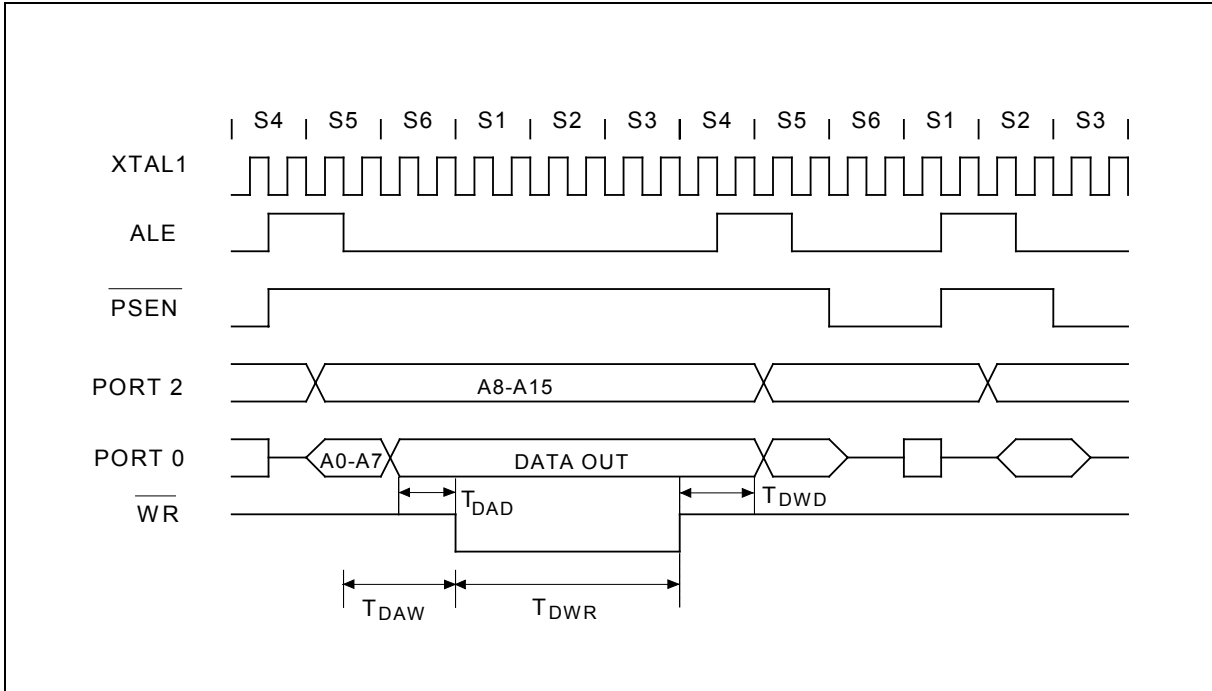 S4 S5 S6 S1 S2 S3 S4 S5 S6 S1 S2 S3
XTAL1
ALE
PSEN
PORT 2 A8-A15
PORT 0 A0-A7 DATA OUT
WR TDAD TDWD
TDAW TDWR